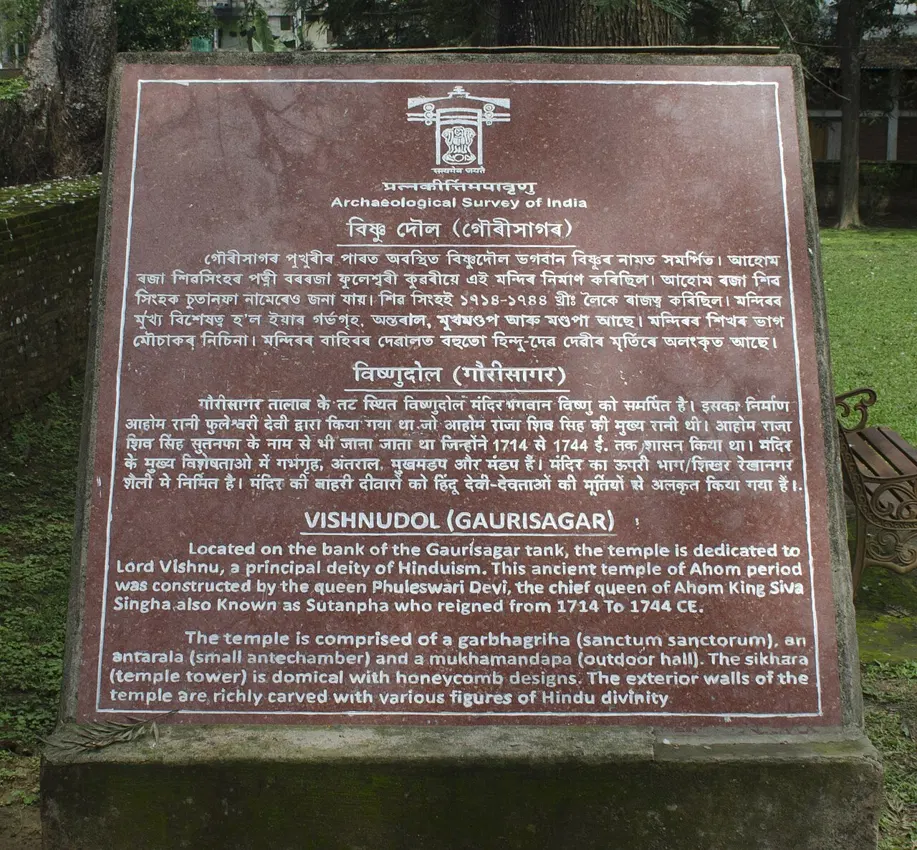 सत्यमेव जयते
प्रत्नकीर्त्तिमपावृणु
Archaeological Survey of India
বিষ্ণু দৌল (গৌৰীসাগৰ)
গৌৰীসাগৰ পুখুৰীৰ পাৰত অবস্থিত বিষ্ণুদৌল ভগবান বিষ্ণুৰ নামত সমৰ্পিত। আহোম
ৰজা শিৱসিংহৰ পত্নী বৰৰজা ফুলেশ্বৰী কুৱৰীয়ে এই মন্দিৰ নিৰ্মাণ কৰিছিল। আহোম ৰজা শিৱ
সিংহক চুতানফা নামেৰেও জনা যায়। শিৱ সিংহই ১৭১৪-১৭৪৪ খ্ৰীঃ লৈকে ৰাজত্ব কৰিছিল। মন্দিৰৰ
মূখ্য বিশেষত্ব হ'ল ইয়াৰ গৰ্ভগৃহ, অন্তৰাল, মুখমণ্ডপ আৰু মণ্ডপা আছে। মন্দিৰৰ শিখৰ ভাগ
মৌচাকৰ নিচিনা। মন্দিৰৰ বাহিৰৰ দেৱালত বহুতো হিন্দু-দেৱ দেৱীৰ মূৰ্তিৰে অলংকৃত আছে।
विष्णुदोल (गौरीसागर)
गौरीसागर तालाब के तट स्थित विष्णुदोल मंदिर भगवान विष्णु को समर्पित है। इसका निर्माण
आहोम रानी फुलेश्वरी देवी द्वारा किया गया था जो आहोम राजा शिव सिंह की रानी थी। आहोम राजा
शिव सिंह सुतनफा के नाम से भी जाना जाता था जिन्होंने 1714 से 1744 ई. तक शासन किया था। मंदिर
के मुख्य विशेषताओ में गर्भगृह, अंतराल, मुखमंडप और मंडप हैं। मंदिर का ऊपरी भाग/शिखर रेखानगर
शैली मे निर्मित है। मंदिर की बाहरी दीवारों को हिंदू देवी-देवताओं की मूर्तियों से अलंकृत किया गया है।
VISHNUDOL (GAURISAGAR)
Located on the bank of the Gaurisagar tank, the temple is dedicated to
Lord Vishnu, a principal deity of Hinduism. This ancient temple of Ahom period
was constructed by the queen Phuleswari Devi, the chief queen of Ahom King Siva
Singha also Known as Sutanpha who reigned from 1714 To 1744 CE.
The temple is comprised of a garbhagriha (sanctum sanctorum), an
antarala (small antechamber) and a mukhamandapa (outdoor hall). The sikhara
(temple tower) is domical with honeycomb designs. The exterior walls of the
temple are richly carved with various figures of Hindu divinity